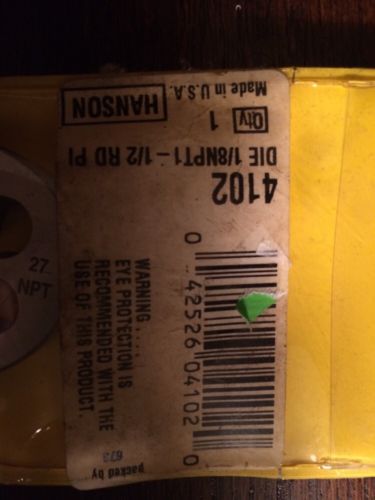 HANSON
Made in U.S.A.
Qty 1
DIE 1/8NPT1-1/2 RD PI
4102
0 42526 04102 0
WARNING....
EYE PROTECTION IS
RECOMMENDED WITH THE
USE OF THIS PRODUCT.
673
packed by
27
NPT